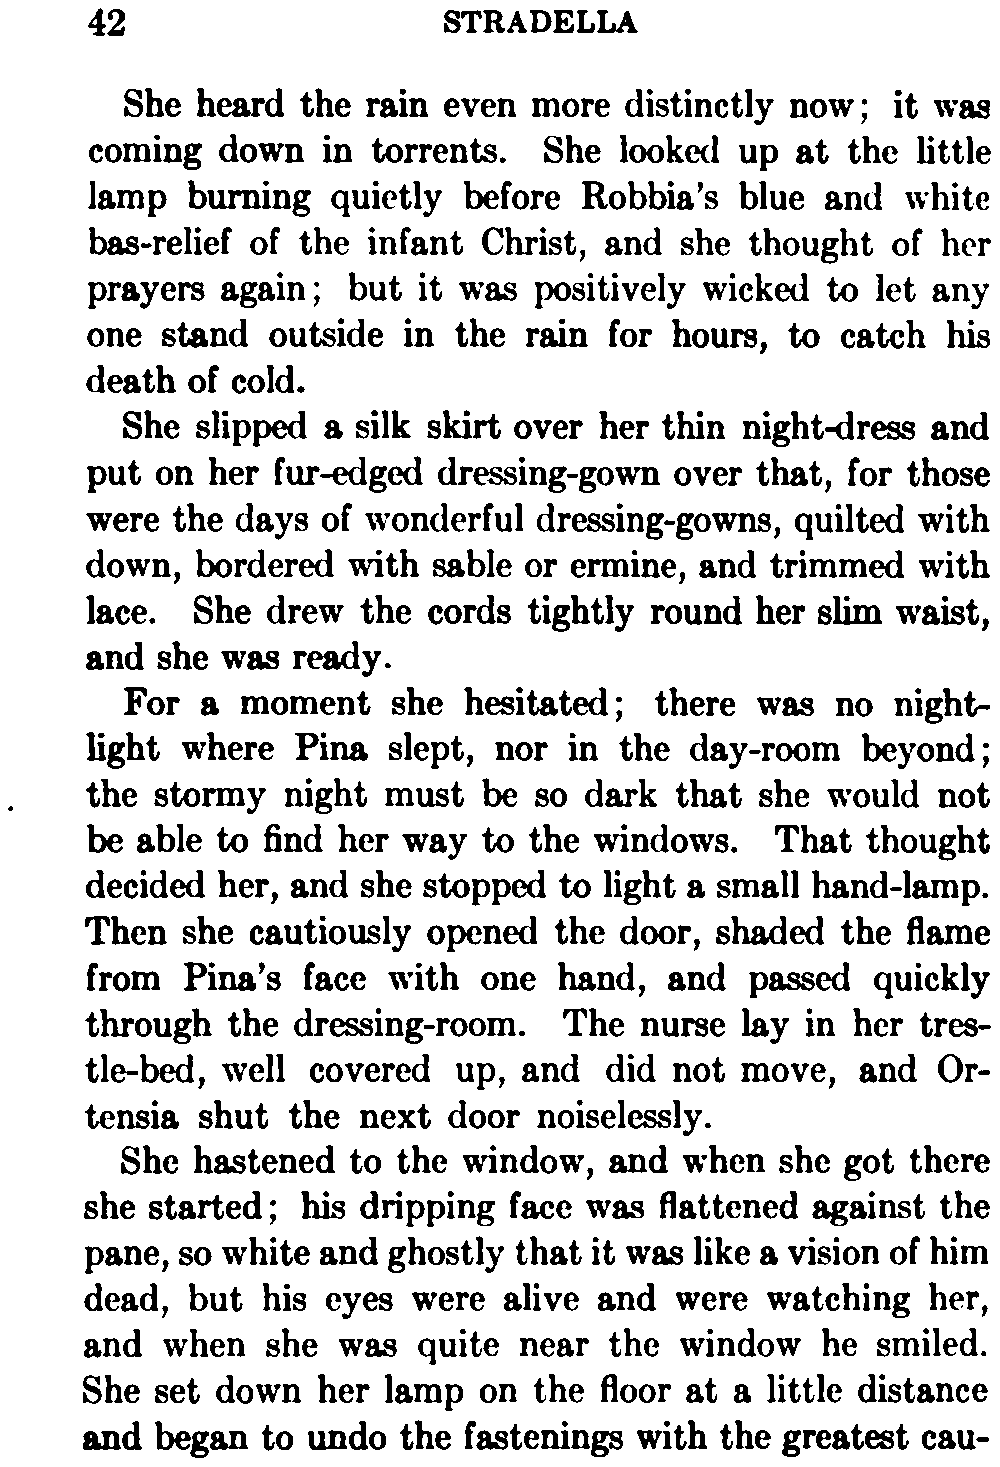 42 STRADELLA
She heard the rain even more distinctly now; it was
coming down in torrents. She looked up at the little
lamp burning quietly before Robbia's blue and white
bas-relief of the infant Christ, and she thought of her
prayers again; but it was positively wicked to let any
one stand outside in the rain for hours, to catch his
death of cold.
She slipped a silk skirt over her thin night-dress and
put on her fur-edged dressing-gown over that, for those
were the days of wonderful dressing-gowns, quilted with
down, bordered with sable or ermine, and trimmed with
lace. She drew the cords tightly round her slim waist,
and she was ready.
For a moment she hesitated; there was no night-
light where Pina slept, nor in the day-room beyond;
the stormy night must be so dark that she would not
be able to find her way to the windows. That thought
decided her, and she stopped to light a small hand-lamp.
Then she cautiously opened the door, shaded the flame
from Pina's face with one hand, and passed quickly
through the dressing-room. The nurse lay in her tres-
tle-bed, well covered up, and did not move, and Or-
tensia shut the next door noiselessly.
She hastened to the window, and when she got there
she started; his dripping face was flattened against the
pane, so white and ghostly that it was like a vision of him
dead, but his eyes were alive and were watching her,
and when she was quite near the window he smiled.
She set down her lamp on the floor at a little distance
and began to undo the fastenings with the greatest cau-